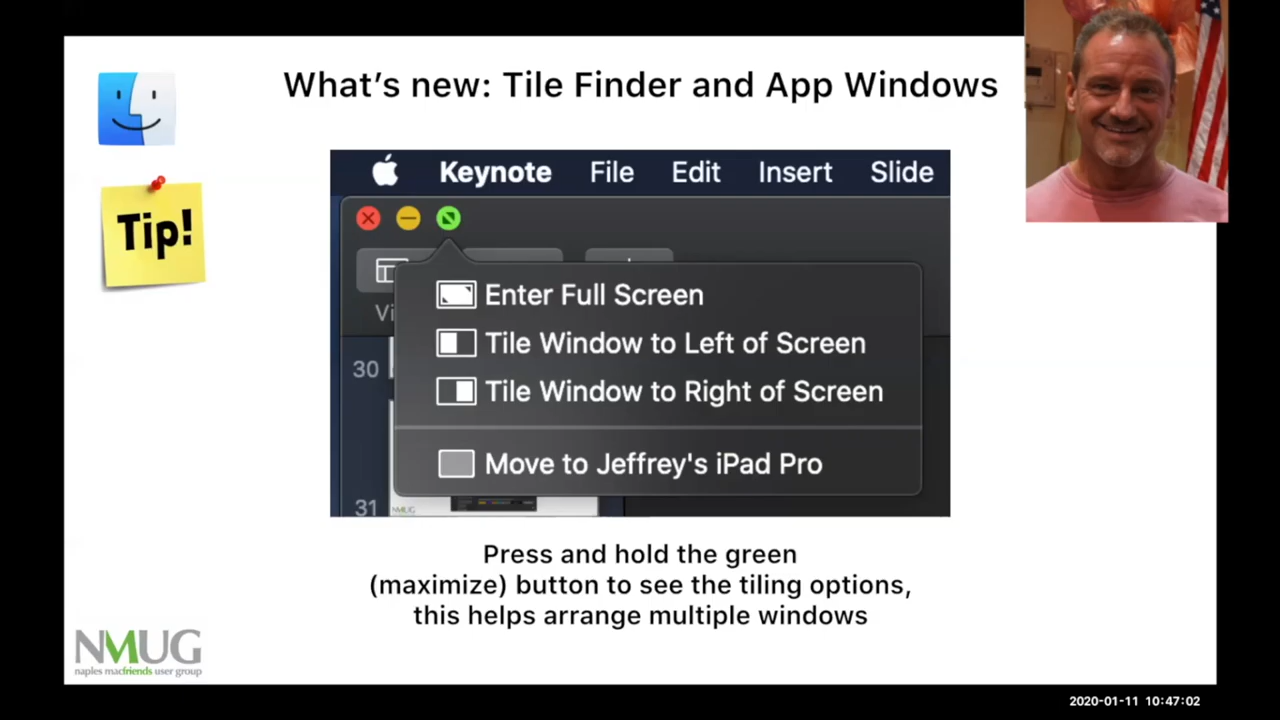 What's new: Tile Finder and App Windows
Tip!
Keynote File Edit Insert Slide
Vi
Enter Full Screen
Tile Window to Left of Screen
30
Tile Window to Right of Screen
Move to Jeffrey's iPad Pro
31
NMUG
Press and hold the green
(maximize) button to see the tiling options,
this helps arrange multiple windows
NMUG
naples macfriends user group
2020-01-11 10:47:02